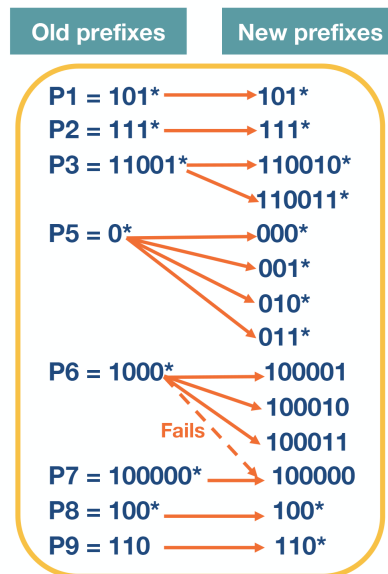 Old prefixes New prefixes
P1 = 101* 101*
P2 = 111* 111*
P3 = 11001* 110010*
110011*
P5 = 0* 000*
001*
010*
011*
P6 = 1000* 100001
100010
Fails
100011
P7 = 100000* 100000
P8 = 100* 100*
P9 = 110 110*